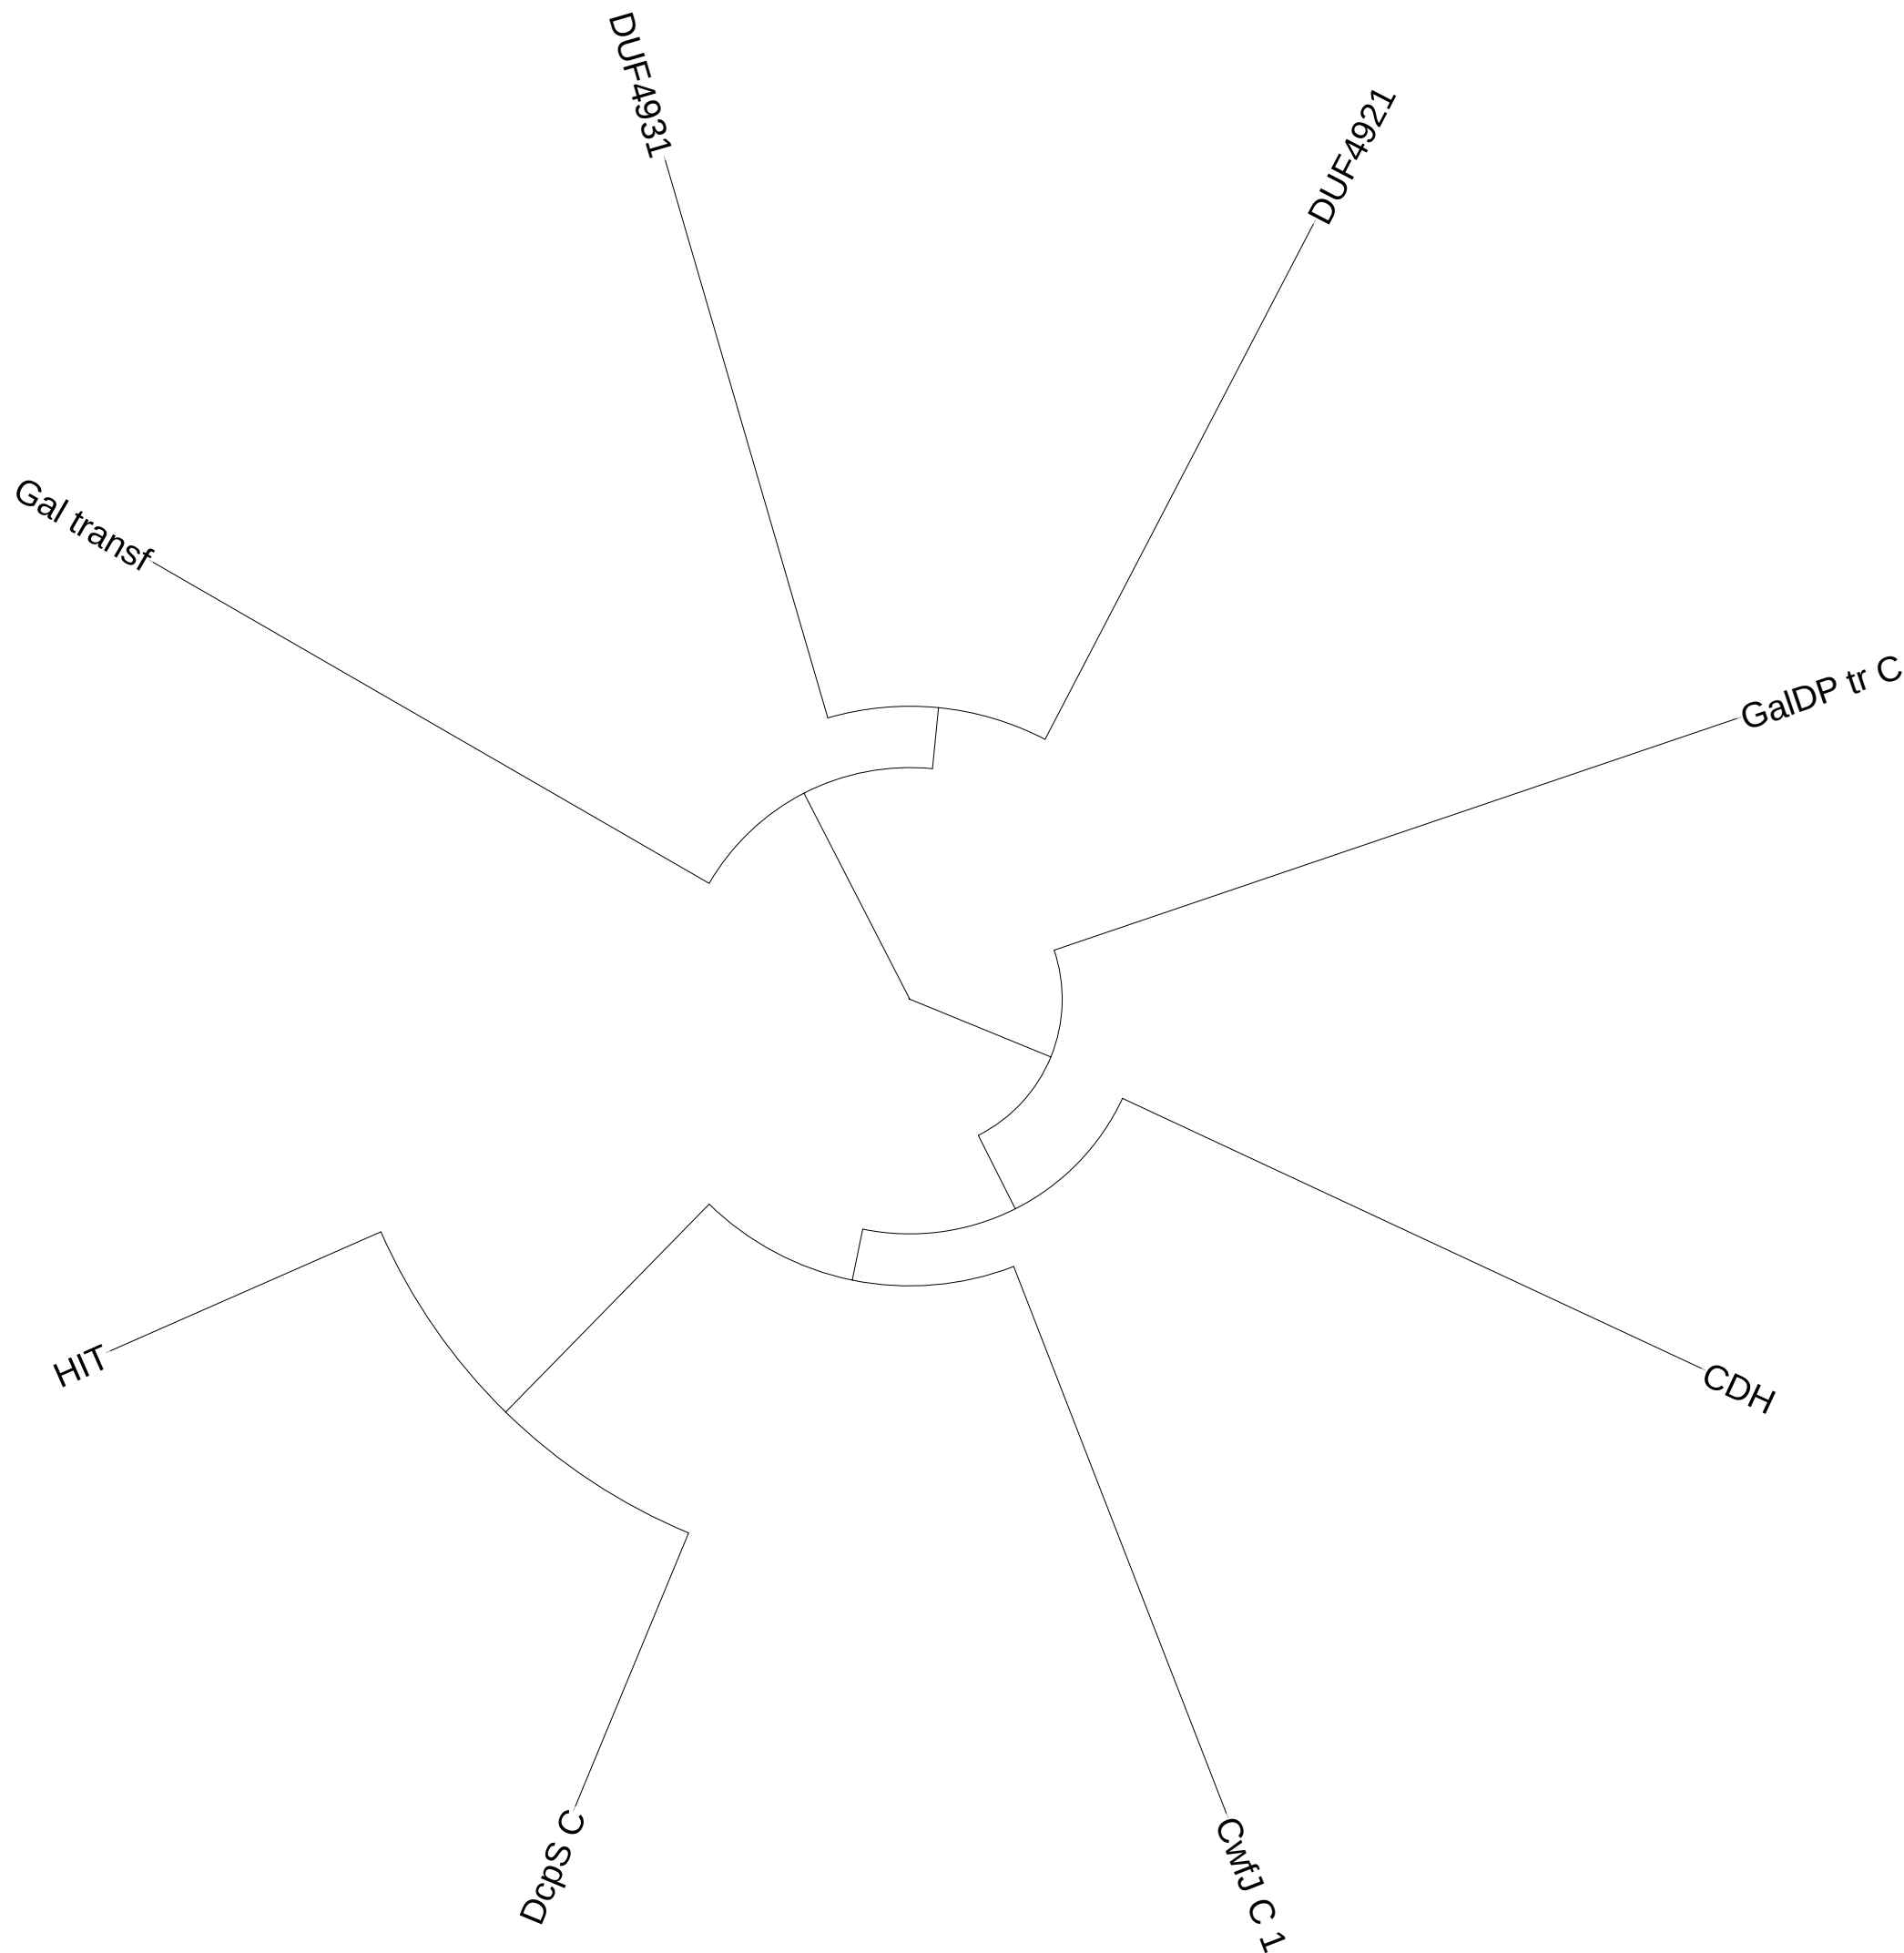 DUF4931
DUF4921
Gal transf
GalDP tr C
HIT
CDH
Dcps C
CwfJ C 1